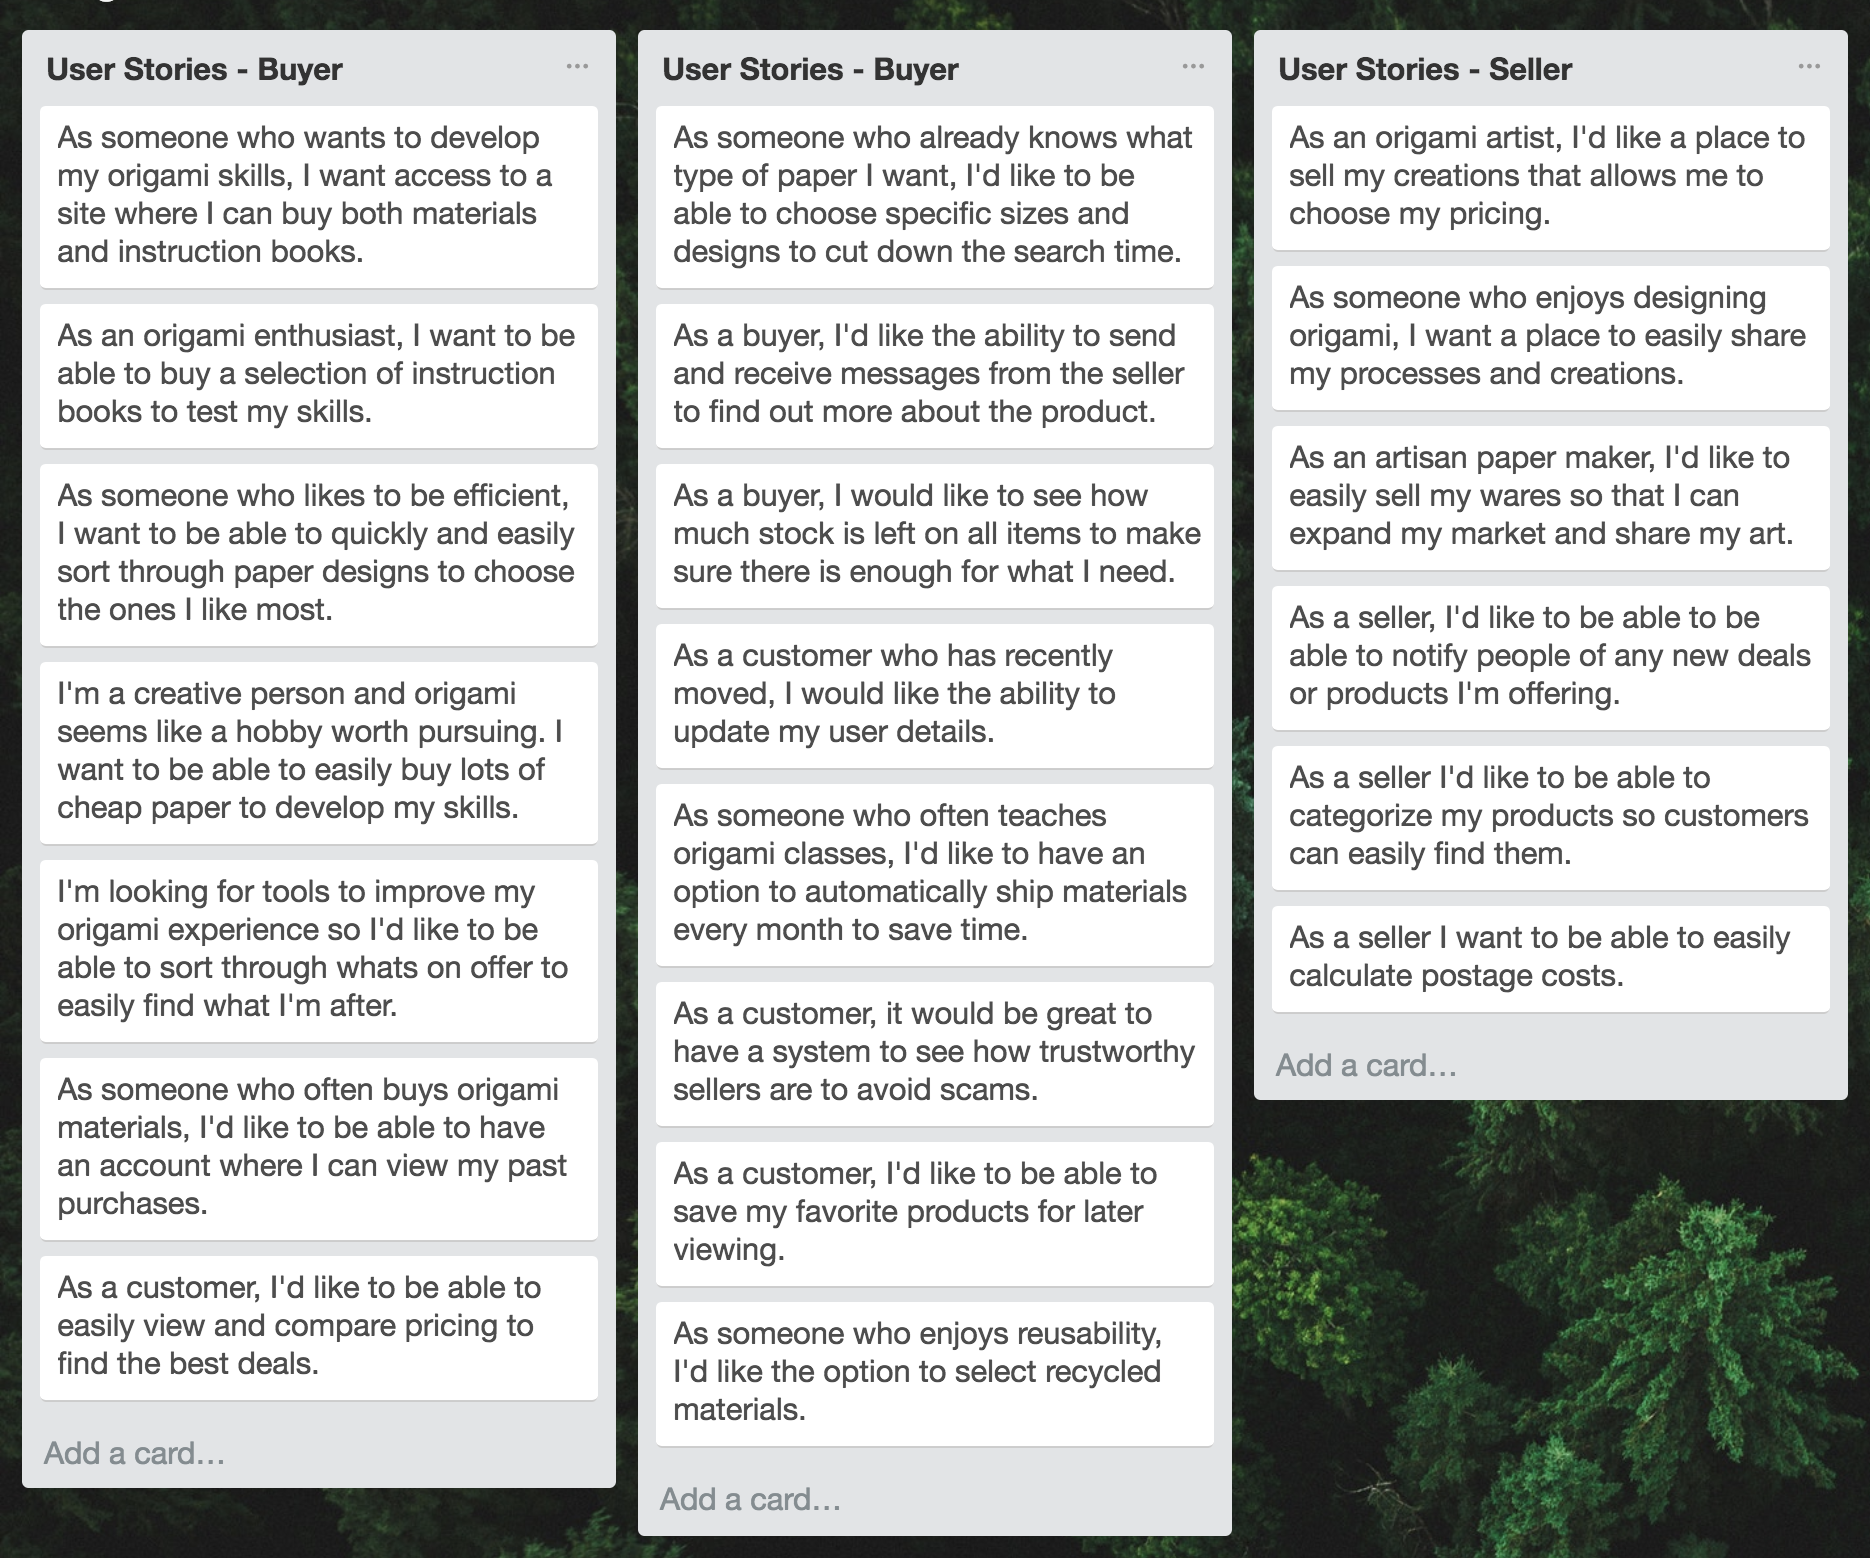 User Stories - Buyer
As someone who wants to develop
my origami skills, I want access to a
site where I can buy both materials
and instruction books.
As an origami enthusiast, I want to be
able to buy a selection of instruction
books to test my skills.
As someone who likes to be efficient,
I want to be able to quickly and easily
sort through paper designs to choose
the ones I like most.
I'm a creative person and origami
seems like a hobby worth pursuing. I
want to be able to easily buy lots of
cheap paper to develop my skills.
I'm looking for tools to improve my
origami experience so I'd like to be
able to sort through whats on offer to
easily find what I'm after.
As someone who often buys origami
materials, I'd like to be able to have
an account where I can view my past
purchases.
As a customer, I'd like to be able to
easily view and compare pricing to
find the best deals.
Add a card...
User Stories - Buyer
As someone who already knows what
type of paper I want, I'd like to be
able to choose specific sizes and
designs to cut down the search time.
As a buyer, I'd like the ability to send
and receive messages from the seller
to find out more about the product.
As a buyer, I would like to see how
much stock is left on all items to make
sure there is enough for what I need.
As a customer who has recently
moved, I would like the ability to
update my user details.
As someone who often teaches
origami classes, I'd like to have an
option to automatically ship materials
every month to save time.
As a customer, it would be great to
have a system to see how trustworthy
sellers are to avoid scams.
As a customer, I'd like to be able to
save my favorite products for later
viewing.
As someone who enjoys reusability,
I'd like the option to select recycled
materials.
Add a card...
User Stories - Seller
As an origami artist, I'd like a place to
sell my creations that allows me to
choose my pricing.
As someone who enjoys designing
origami, I want a place to easily share
my processes and creations.
As an artisan paper maker, I'd like to
easily sell my wares so that I can
expand my market and share my art.
As a seller, I'd like to be able to be
able to notify people of any new deals
or products I'm offering.
As a seller I'd like to be able to
categorize my products so customers
can easily find them.
As a seller I want to be able to easily
calculate postage costs.
Add a card...